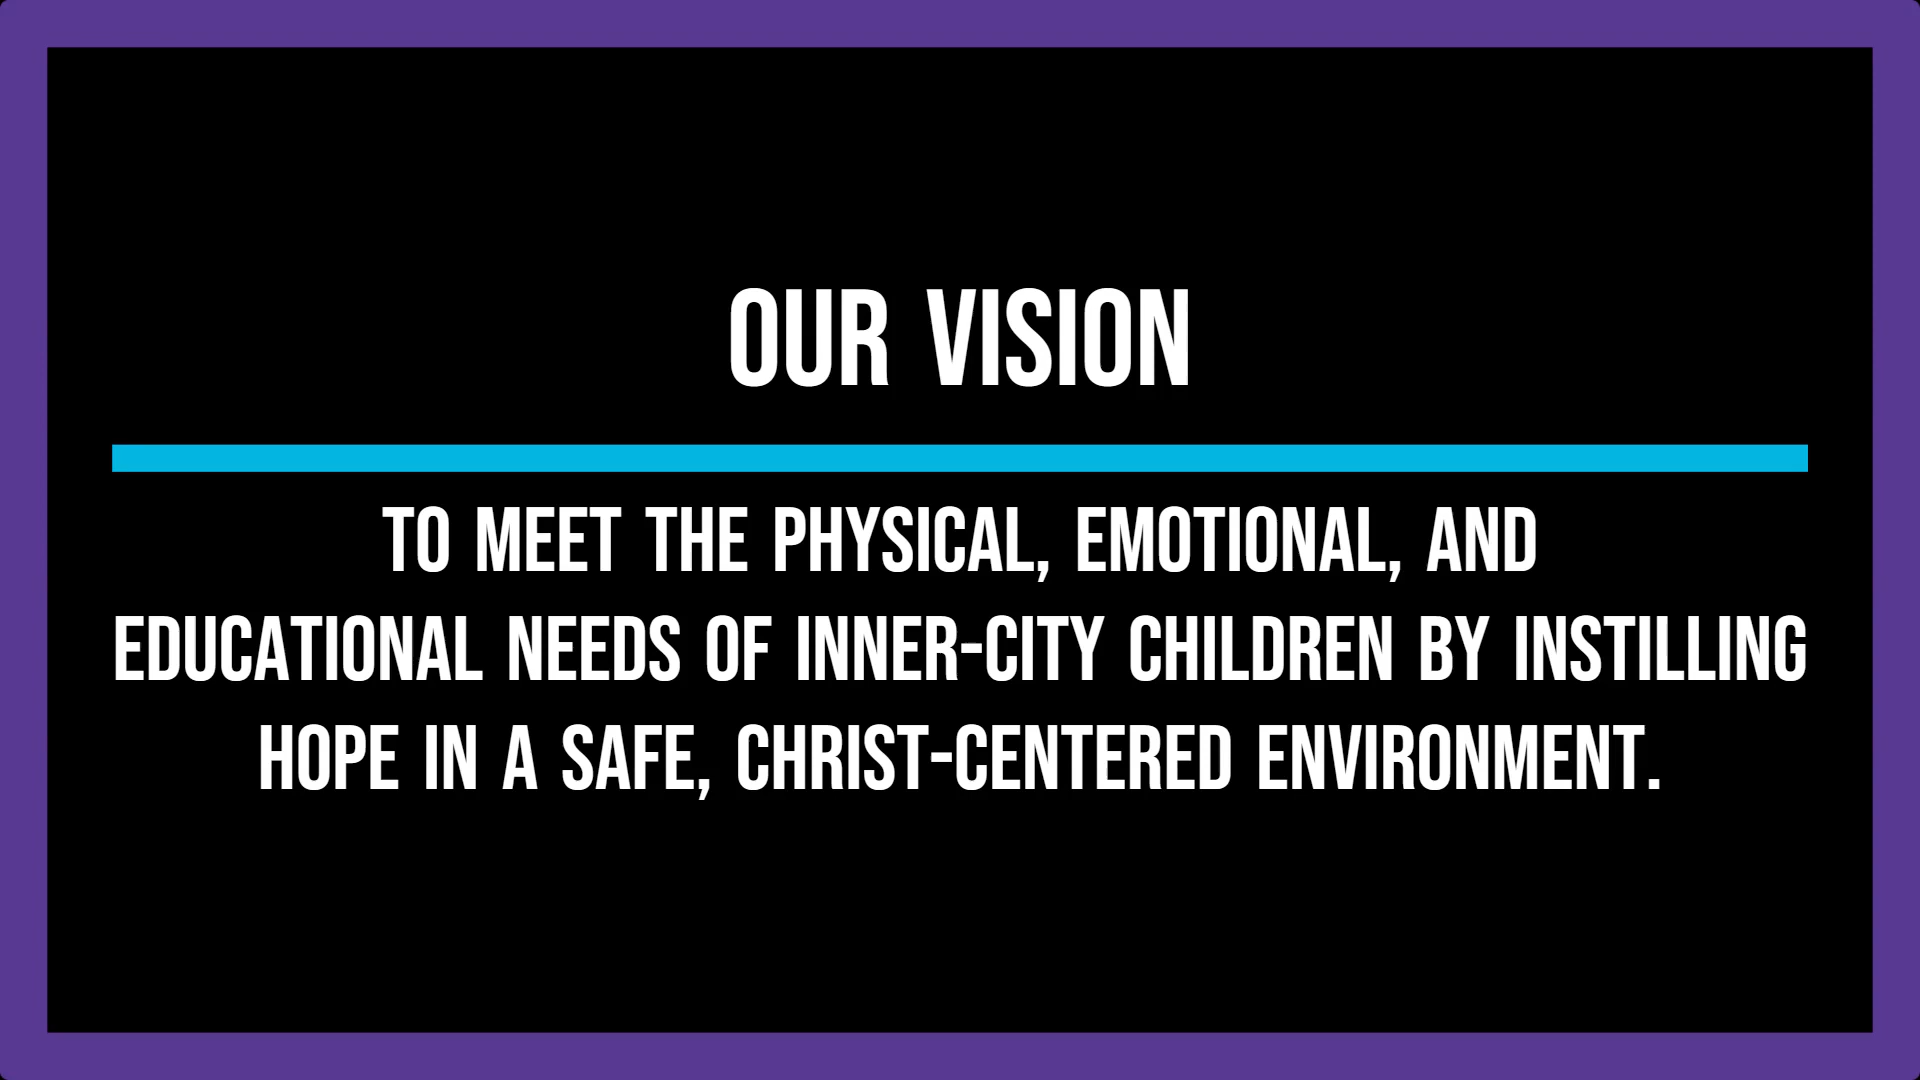 OUR VISION
TO MEET THE PHYSICAL, EMOTIONAL, AND
EDUCATIONAL NEEDS OF INNER-CITY CHILDREN BY INSTILLING
HOPE IN A SAFE, CHRIST-CENTERED ENVIRONMENT.